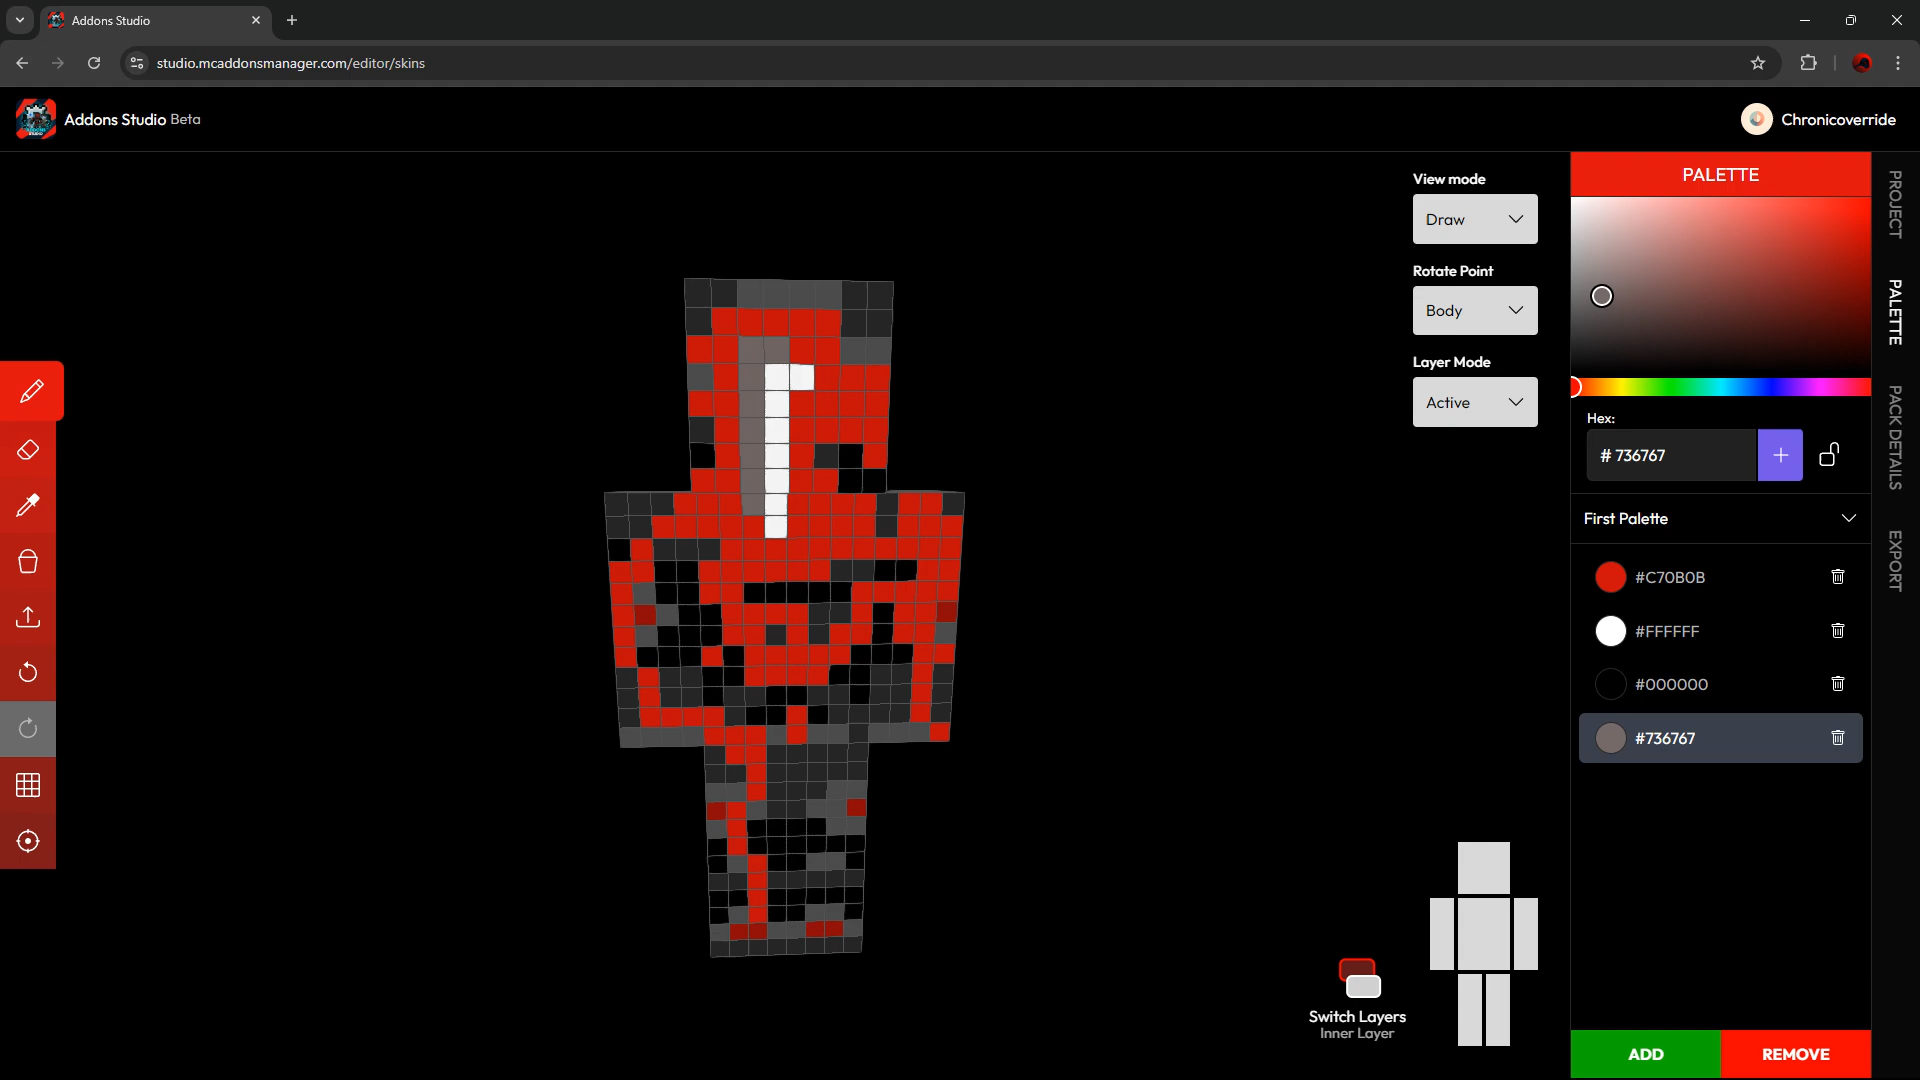 Addons Studio
studio.mcaddonsmanager.com/editor/skins
Addons Studio Beta
Chronicoverride
View mode
Draw
Rotate Point
Body
Layer Mode
Active
PALETTE
Hex:
# 736767
+
First Palette
#C70B0B
#FFFFFF
#000000
#736767
ADD
REMOVE
PROJECT
PALETTE
PACK DETAILS
EXPORT
Switch Layers
Inner Layer